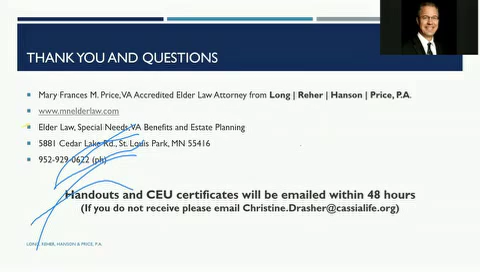 THANK YOU AND QUESTIONS
Mary Frances M. Price, VA Accredited Elder Law Attorney from Long | Reher | Hanson | Price, P.A.
www.mnelderlaw.com
Elder Law, Special Needs, VA Benefits and Estate Planning
5881 Cedar Lake Rd., St. Louis Park, MN 55416
952-929-0622 (ph)
Handouts and CEU certificates will be emailed within 48 hours
(If you do not receive please email Christine.Drasher@cassialife.org)
LONG, REHER, HANSON & PRICE, P.A.